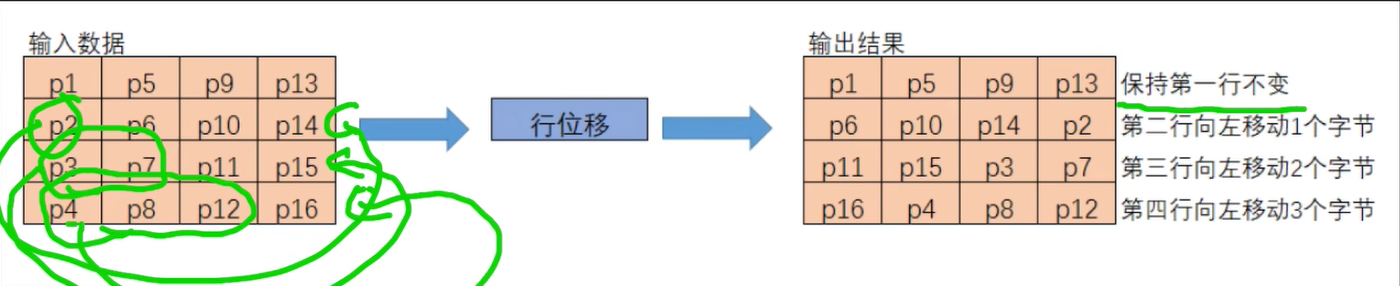 输入数据
p1 p5 p9 p13
p2 p6 p10 p14
p3 p7 p11 p15
p4 p8 p12 p16
行位移
输出结果
p1 p5 p9 p13 保持第一行不变
p6 p10 p14 p2 第二行向左移动1个字节
p11 p15 p3 p7 第三行向左移动2个字节
p16 p4 p8 p12 第四行向左移动3个字节